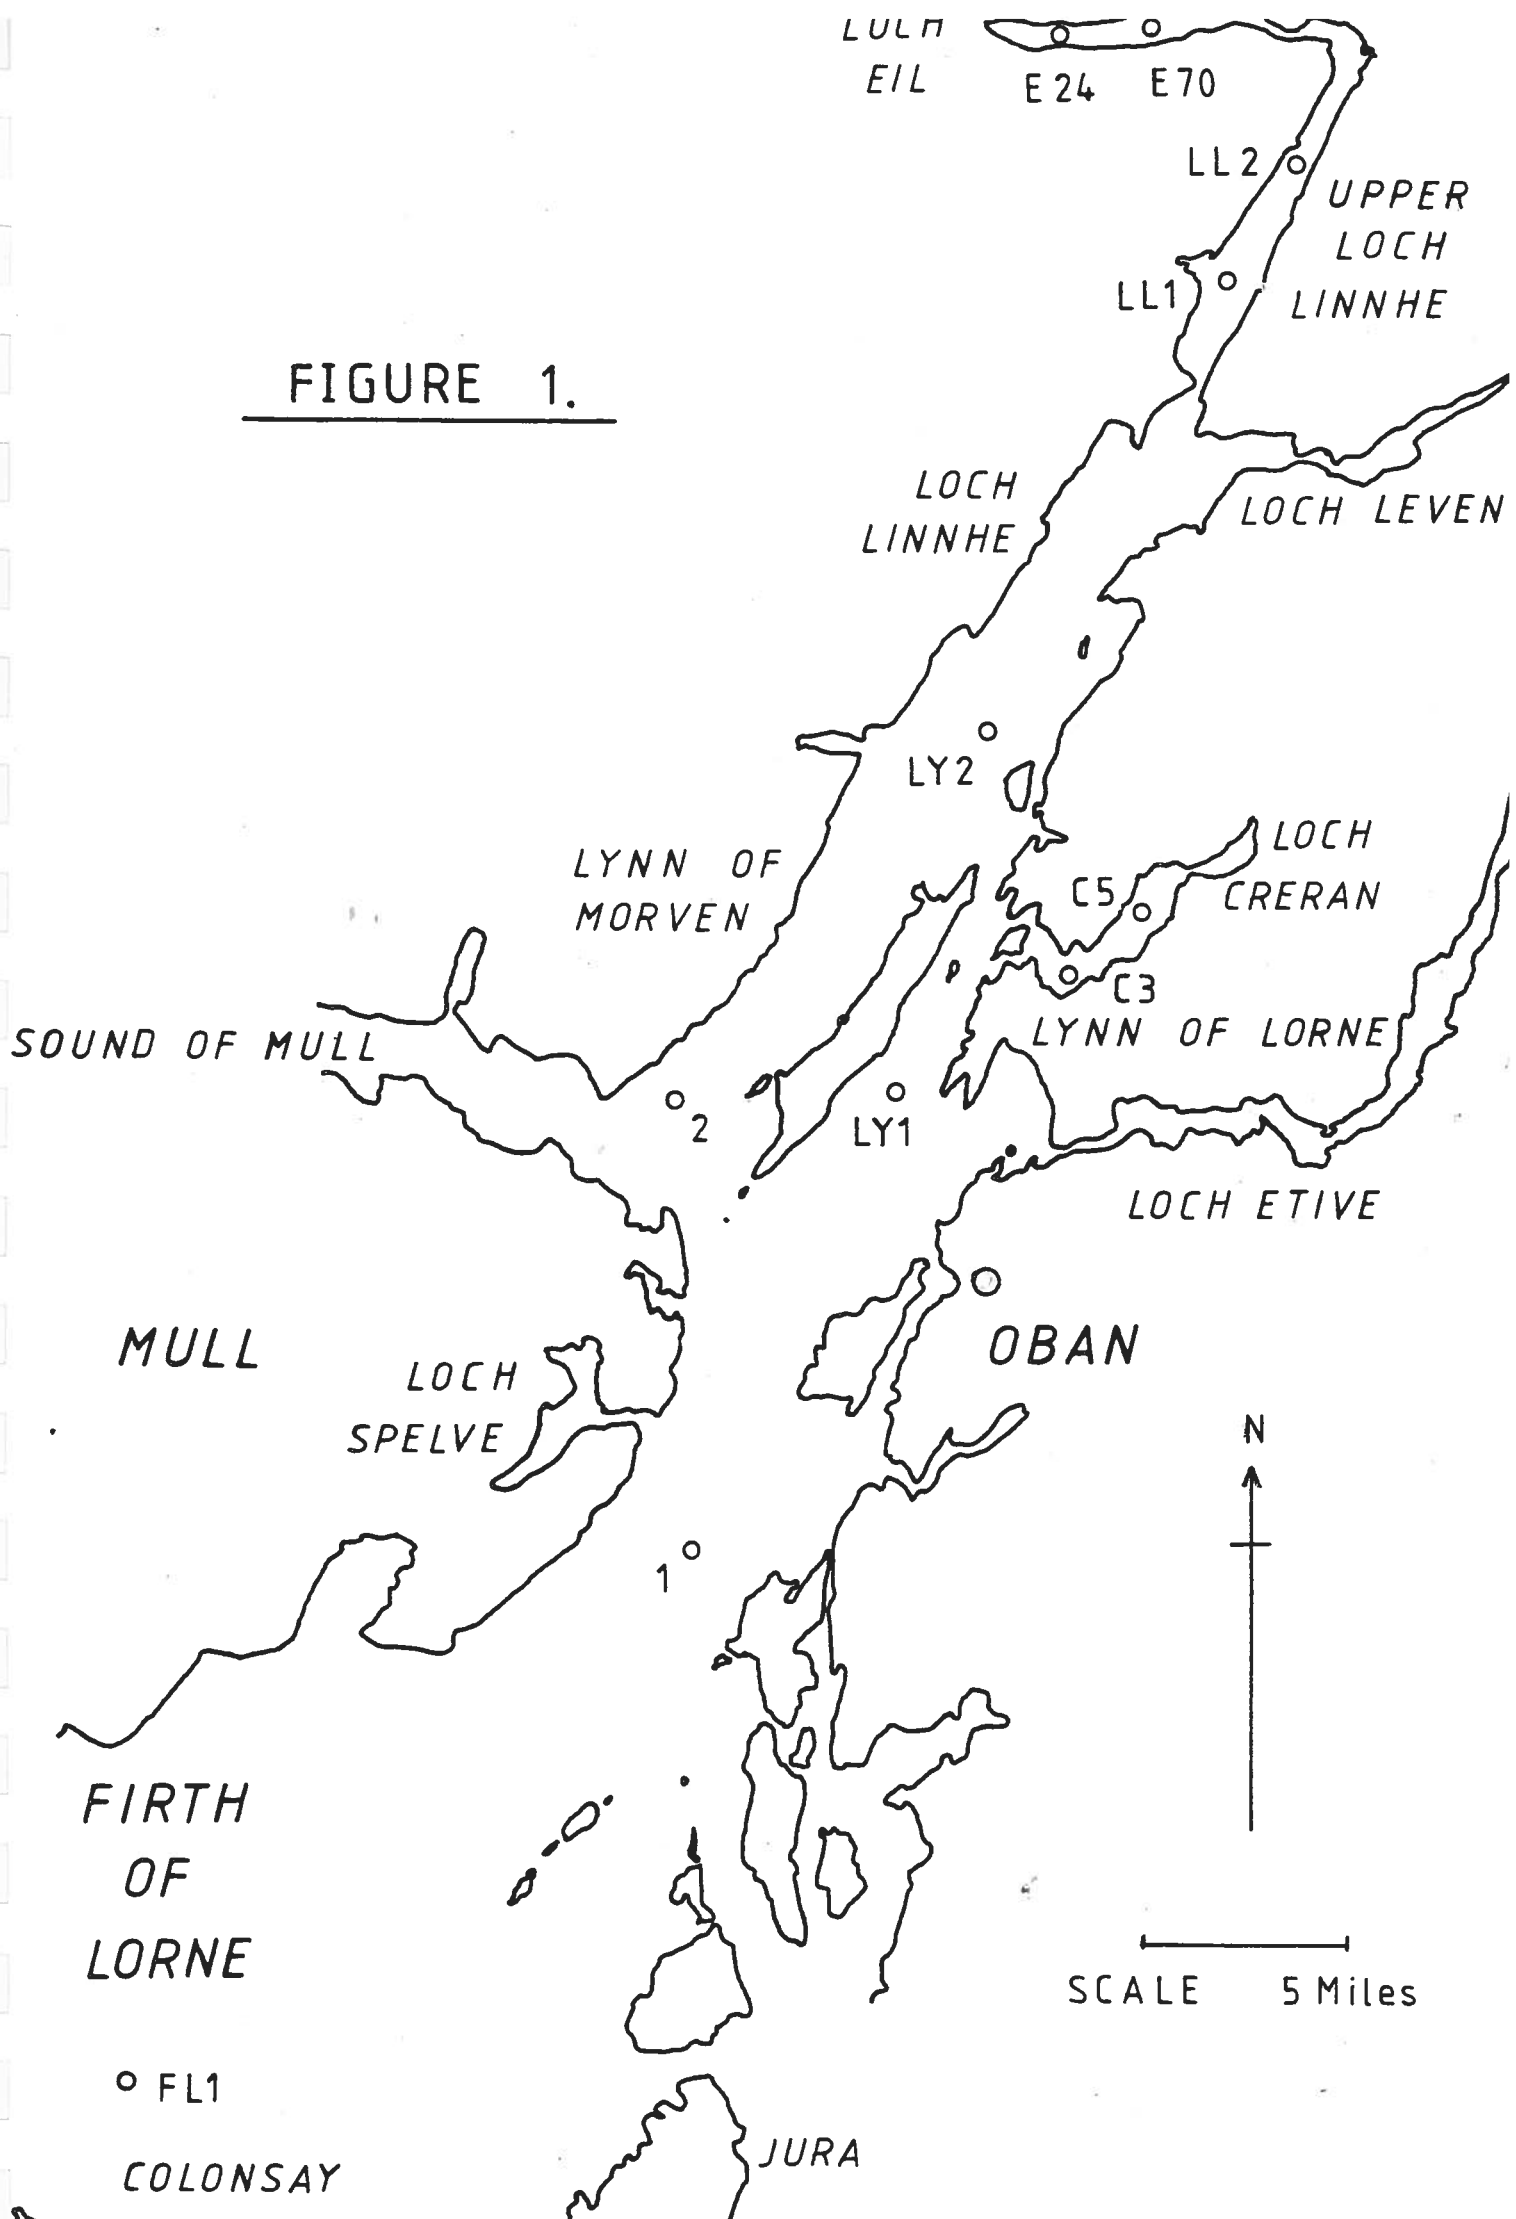 LOCH
EIL
E24
E70
LL2
UPPER
LOCH
LINNHE
LL1
FIGURE 1.
LOCH
LINNHE
LOCH LEVEN
LY2
LYNN OF
MORVEN
LOCH
CRERAN
C5
C3
SOUND OF MULL
LYNN OF LORNE
2
LY1
LOCH ETIVE
MULL
OBAN
LOCH
SPELVE
N
1
FIRTH
OF
LORNE
SCALE 5 Miles
FL1
COLONSAY
JURA